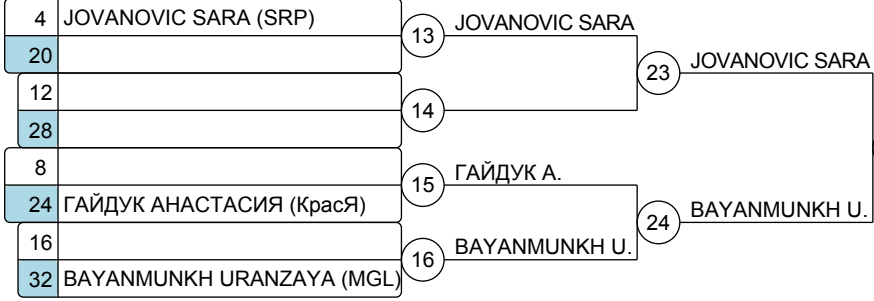 4 JOVANOVIC SARA (SRP)
20
13 JOVANOVIC SARA
12
28
14
23 JOVANOVIC SARA
8
24 ГАЙДУК АНАСТАСИЯ (КрасЯ)
15 ГАЙДУК А.
16
32 BAYANMUNKH URANZAYA (MGL)
16 BAYANMUNKH U.
24 BAYANMUNKH U.